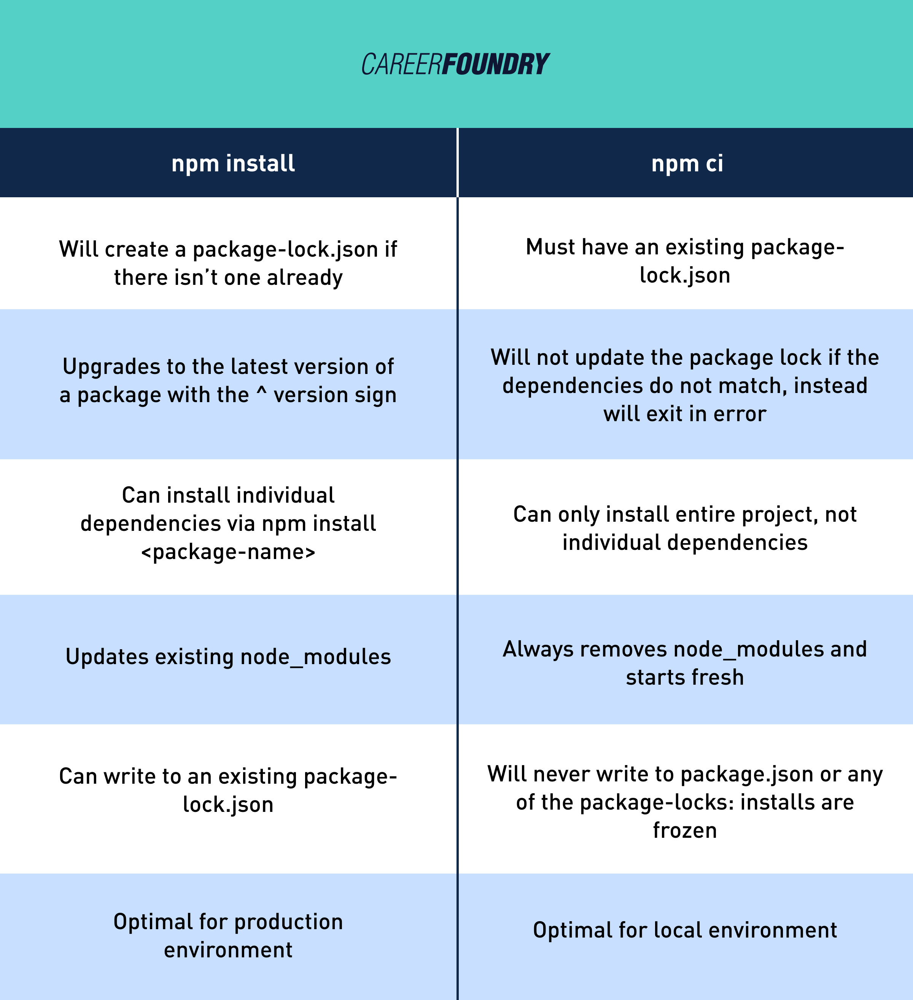 CAREERFOUNDRY
npm install
npm ci
Will create a package-lock.json if
there isn’t one already
Must have an existing package-
lock.json
Upgrades to the latest version of
a package with the ^ version sign
Will not update the package lock if the
dependencies do not match, instead
will exit in error
Can install individual
dependencies via npm install
<package-name>
Can only install entire project, not
individual dependencies
Updates existing node_modules
Always removes node_modules and
starts fresh
Can write to an existing package-
lock.json
Will never write to package.json or any
of the package-locks: installs are
frozen
Optimal for production
environment
Optimal for local environment